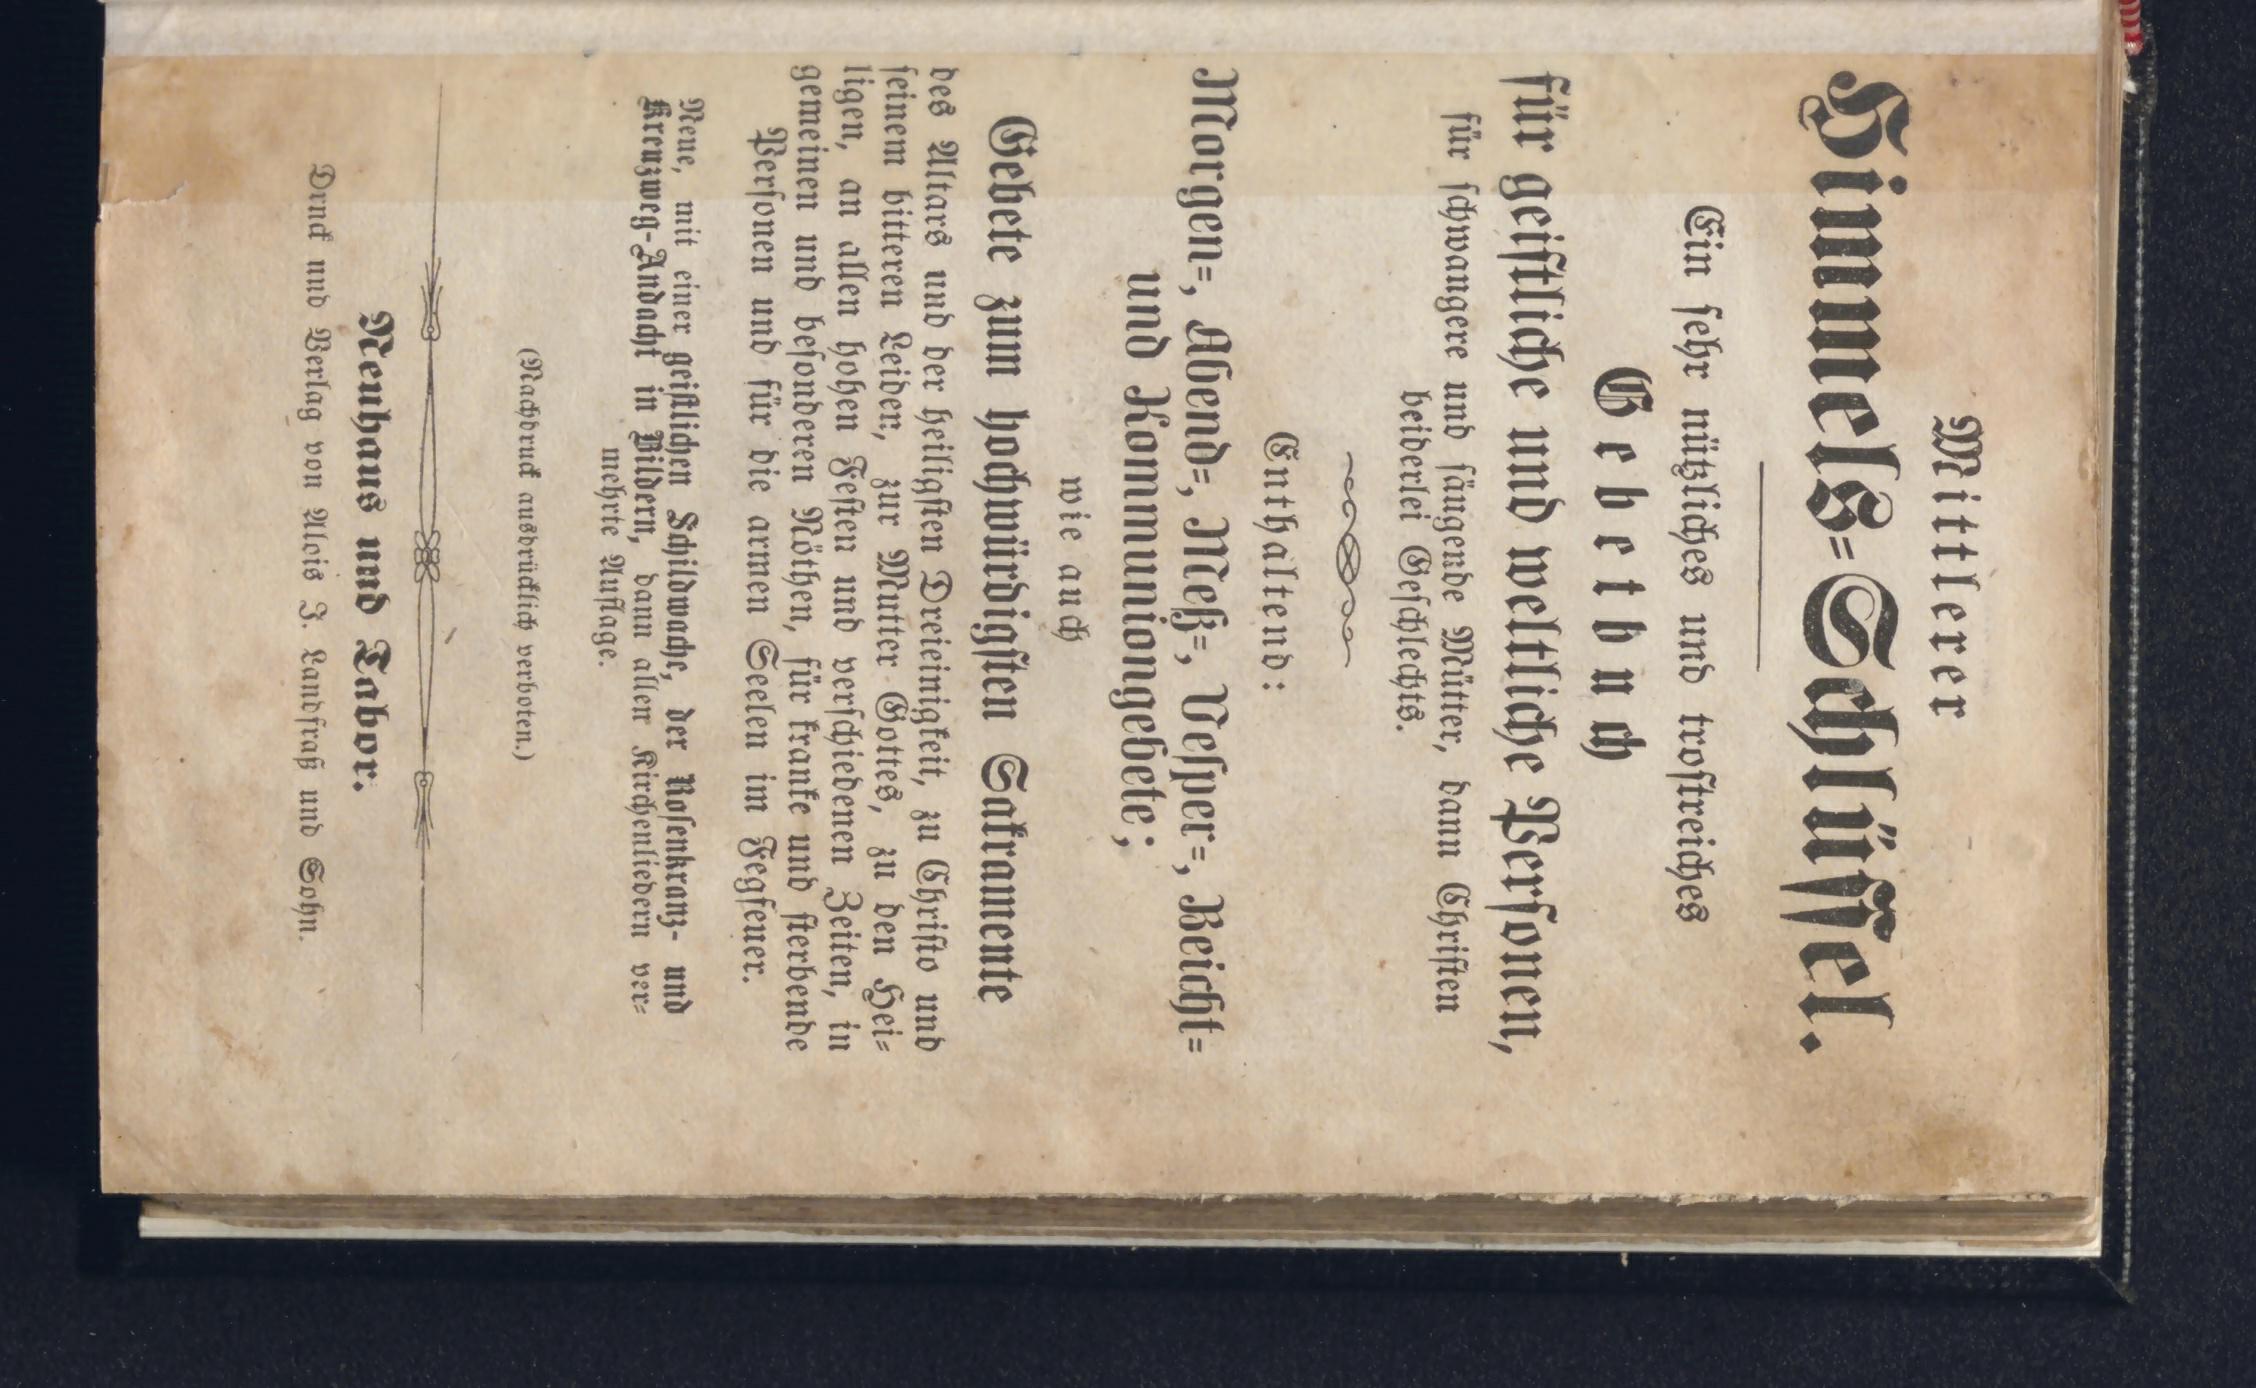 Mittlerer
Himmels=Schlüssel.
Ein sehr nützliches und trostreiches
Gebetbuch
für geistliche und weltliche Personen,
für schwangere und säugende Mütter, dann Christen
beiderlei Geschlechts.
Enthaltend:
Morgen=, Abend=, Meß=, Vesper=, Beicht=
und Kommuniongebete;
wie auch
Gebete zum hochwürdigsten Sakramente
des Altars und der heiligsten Dreieinigkeit, zu Christo und
seinem bitteren Leiden, zur Mutter Gottes, zu den Hei=
ligen, an allen hohen Festen und verschiedenen Zeiten, in
gemeinen und besonderen Nöthen, für kranke und sterbende
Personen und für die armen Seelen im Fegfeuer.
Neue, mit einer geistlichen Schildwache, der Rosenkranz- und
Kreuzweg-Andacht in Bildern, dann allen Kirchenliedern ver=
mehrte Auflage.
(Nachdruck ausdrücklich verboten.)
Neuhaus und Tabor.
Druck und Verlag von Alois J. Landfraß und Sohn.